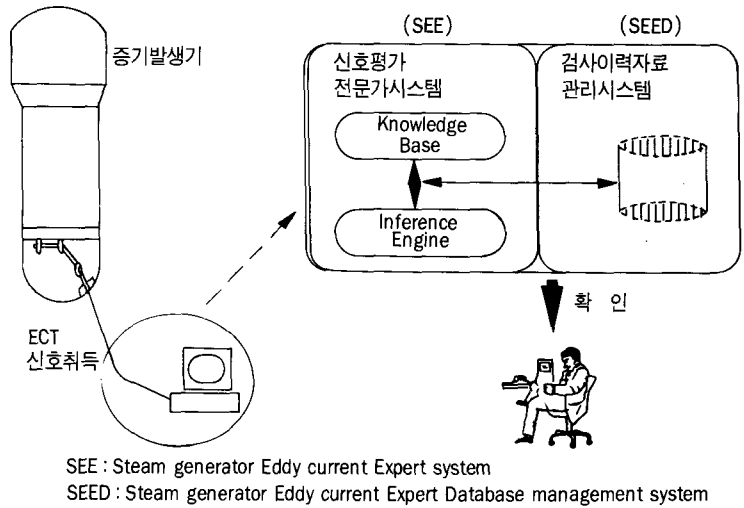 증기발생기
ECT
신호취득
(SEE)
신호평가
전문가시스템
Knowledge
Base
Inference
Engine
(SEED)
검사이력자료
관리시스템
확 인
SEE : Steam generator Eddy current Expert system
SEED : Steam generator Eddy current Expert Database management system